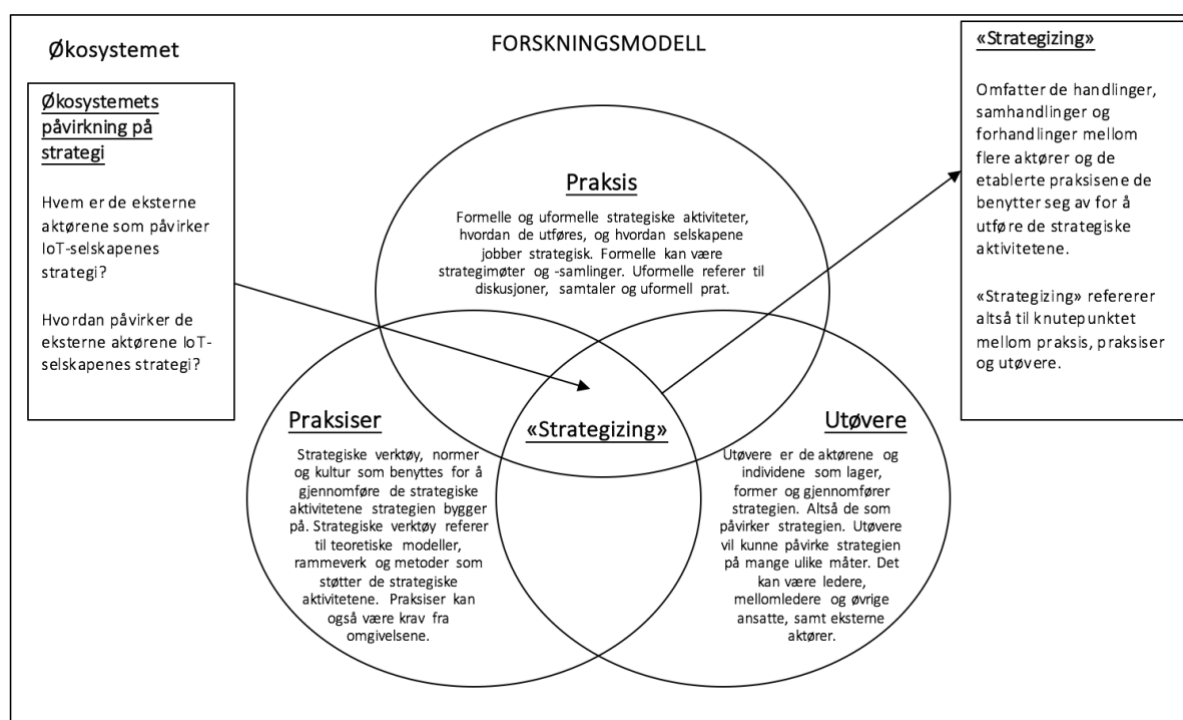 Økosystemet
FORSKNINGSMODELL
Økosystemets
påvirkning på
strategi
Hvem er de eksterne
aktørene som påvirker
IoT-selskapenes
strategi?
Hvordan påvirker de
eksterne aktørene IoT-
selskapenes strategi?
Praksis
Formelle og uformelle strategiske aktiviteter,
hvordan de utføres, og hvordan selskapene
jobber strategisk. Formelle kan være
strategimøter og -samlinger. Uformelle referer til
diskusjoner, samtaler og uformell prat.
«Strategizing»
Omfatter de handlinger,
samhandlinger og
forhandlinger mellom
flere aktører og de
etablerte praksisene de
benytter seg av for å
utføre de strategiske
aktivitetene.
«Strategizing» refererer
altså til knutepunktet
mellom praksis, praksiser
og utøvere.
Praksiser
Strategiske verktøy, normer
og kultur som benyttes for å
gjennomføre de strategiske
aktivitetene strategien bygger
på. Strategiske verktøy referer
til teoretiske modeller,
rammeverk og metoder som
støtter de strategiske
aktivitetene. Praksiser kan
også være krav fra
omgivelsene.
«Strategizing»
Utøvere
Utøvere er de aktørene og
individene som lager,
former og gjennomfører
strategien. Altså de som
påvirker strategien. Utøvere
vil kunne påvirke strategien
på mange ulike måter. Det
kan være ledere,
mellomledere og øvrige
ansatte, samt eksterne
aktører.